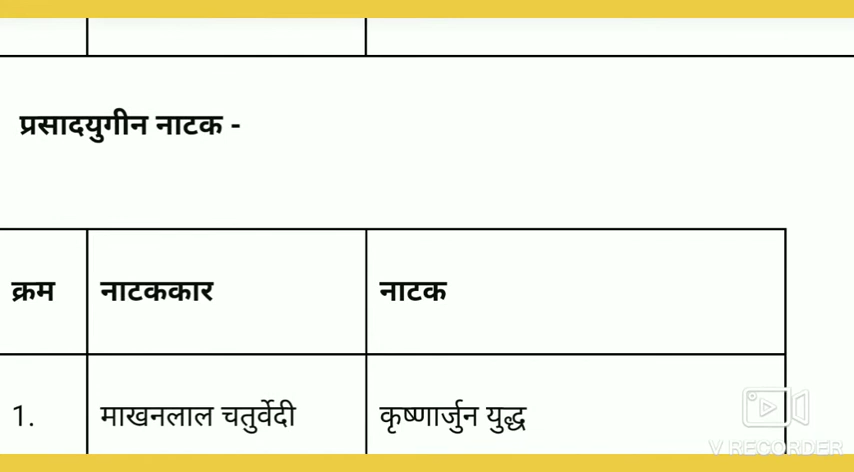 प्रसादयुगीन नाटक -
क्रम नाटककार नाटक
1. माखनलाल चतुर्वेदी कृष्णार्जुन युद्ध
V RECORDER